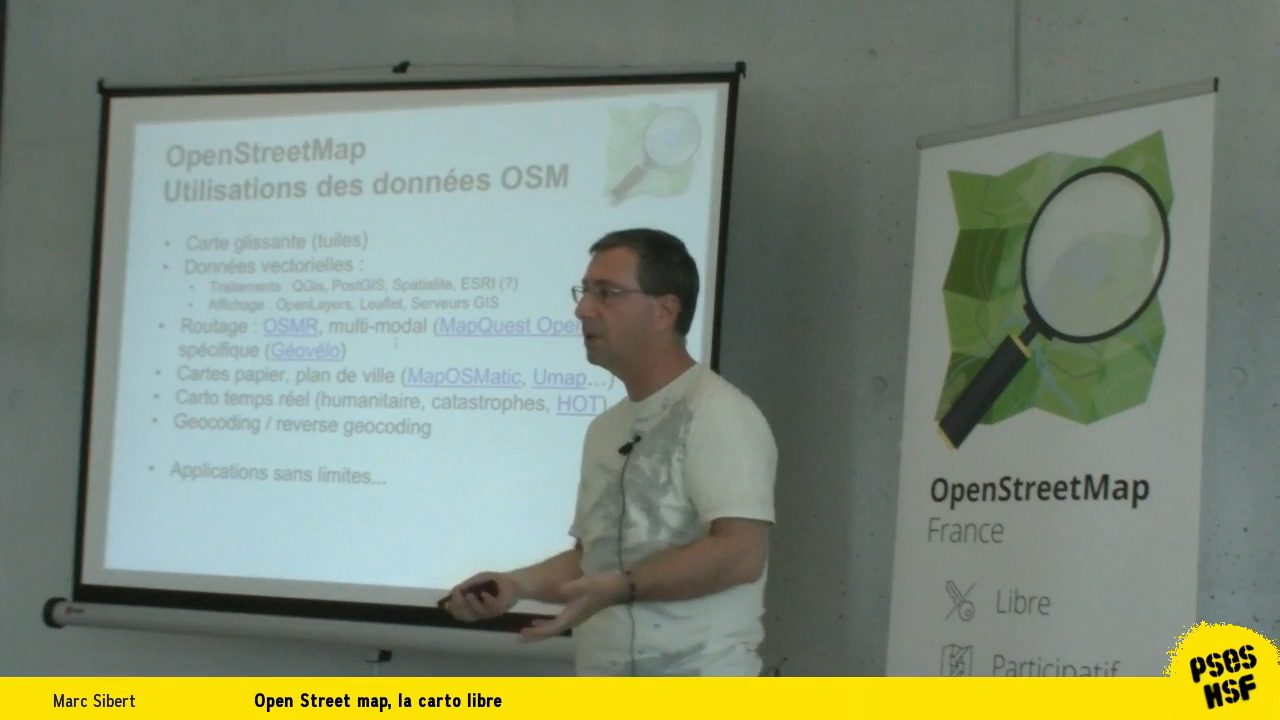 OpenStreetMap
Utilisations des données OSM
• Carte glissante (tuiles)
• Données vectorielles :
• Traitements : QGis, PostGIS, Spatialite, ESRI (?)
• Affichage : OpenLayers, Leaflet, Serveurs GIS
• Routage : OSMR, multi-modal (MapQuest Open
spécifique (Géovélo)
• Cartes papier, plan de ville (MapOSMatic, Umap…)
• Carto temps réel (humanitaire, catastrophes, HOT)
• Geocoding / reverse geocoding
• Applications sans limites...
OpenStreetMap
France
Libre
Participatif
Marc Sibert
Open Street map, la carto libre
PSES
HSF